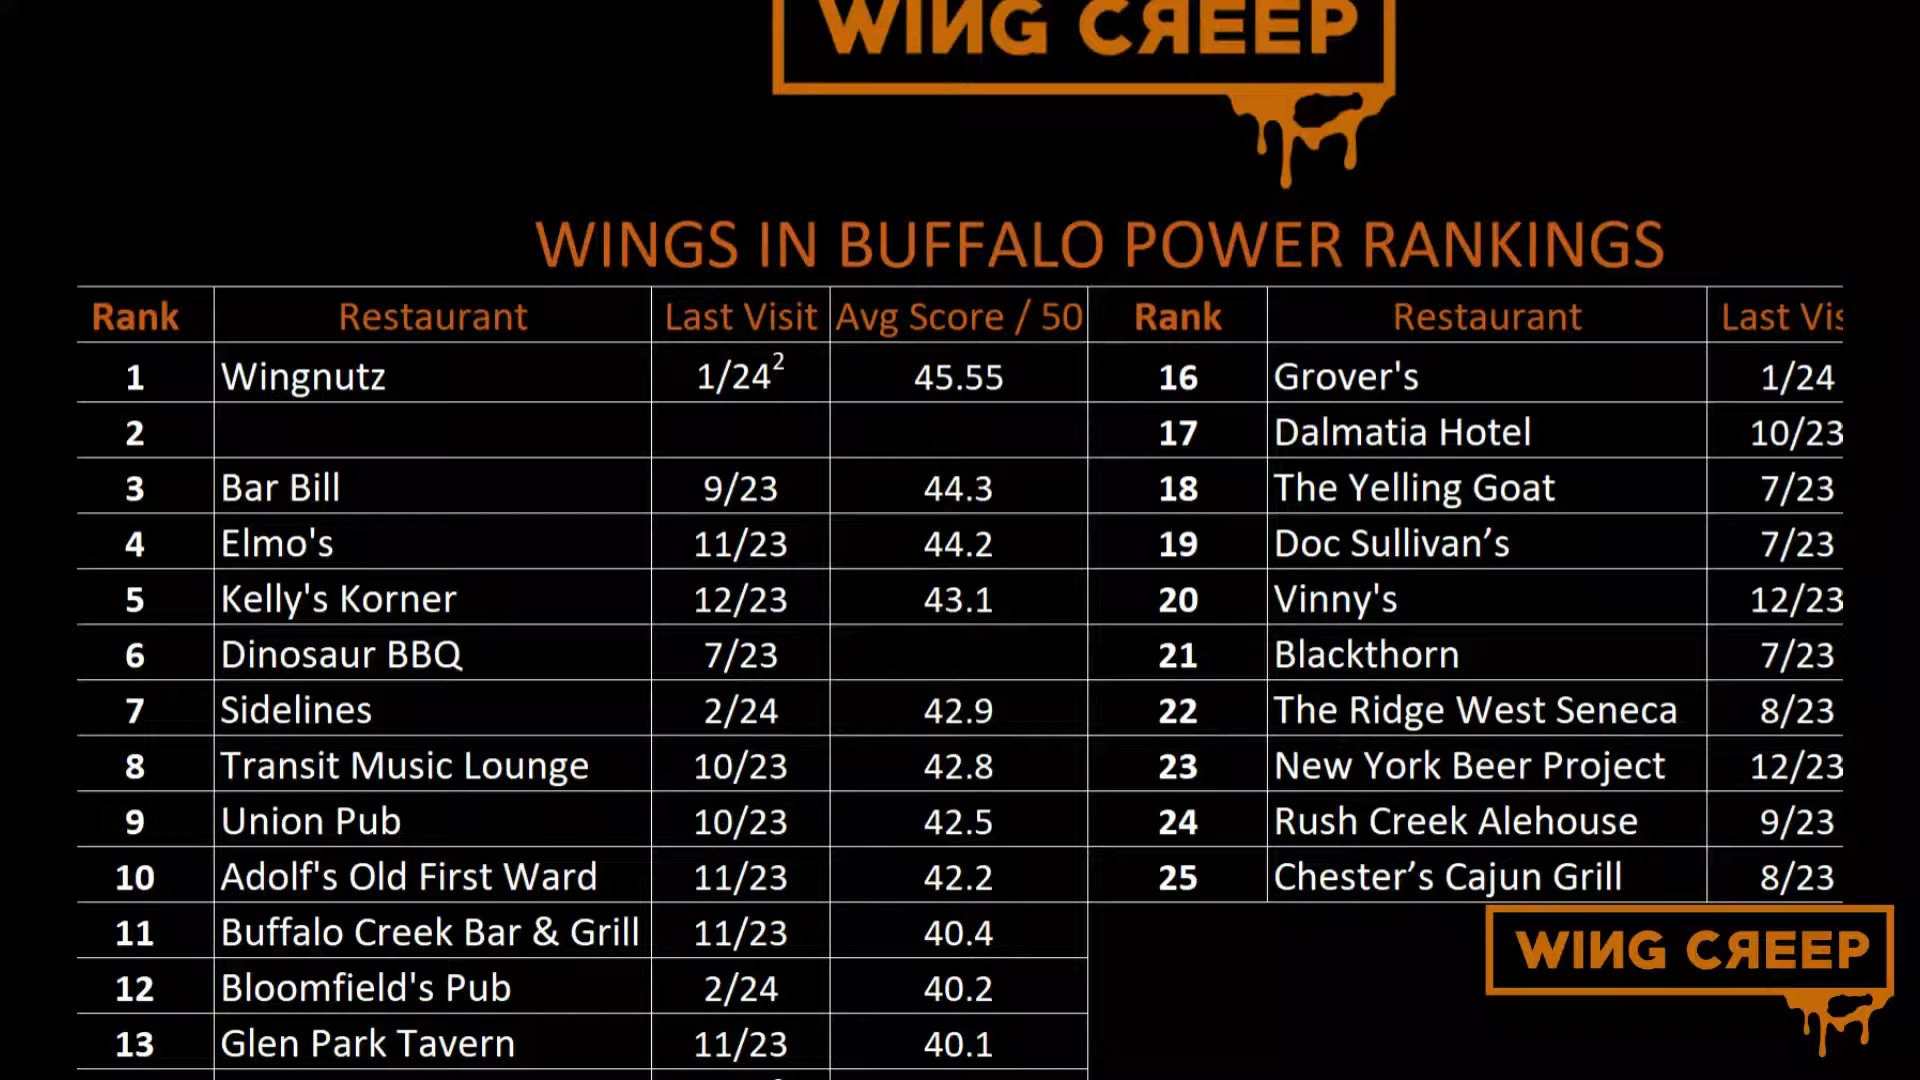 WING CREEP
WINGS IN BUFFALO POWER RANKINGS
Rank Restaurant Last Visit Avg Score / 50 Rank Restaurant Last Vis
1 Wingnutz 1/24² 45.55 16 Grover's 1/24
2 17 Dalmatia Hotel 10/23
3 Bar Bill 9/23 44.3 18 The Yelling Goat 7/23
4 Elmo's 11/23 44.2 19 Doc Sullivan’s 7/23
5 Kelly's Korner 12/23 43.1 20 Vinny's 12/23
6 Dinosaur BBQ 7/23 21 Blackthorn 7/23
7 Sidelines 2/24 42.9 22 The Ridge West Seneca 8/23
8 Transit Music Lounge 10/23 42.8 23 New York Beer Project 12/23
9 Union Pub 10/23 42.5 24 Rush Creek Alehouse 9/23
10 Adolf's Old First Ward 11/23 42.2 25 Chester’s Cajun Grill 8/23
11 Buffalo Creek Bar & Grill 11/23 40.4
WING CREEP
12 Bloomfield's Pub 2/24 40.2
13 Glen Park Tavern 11/23 40.1